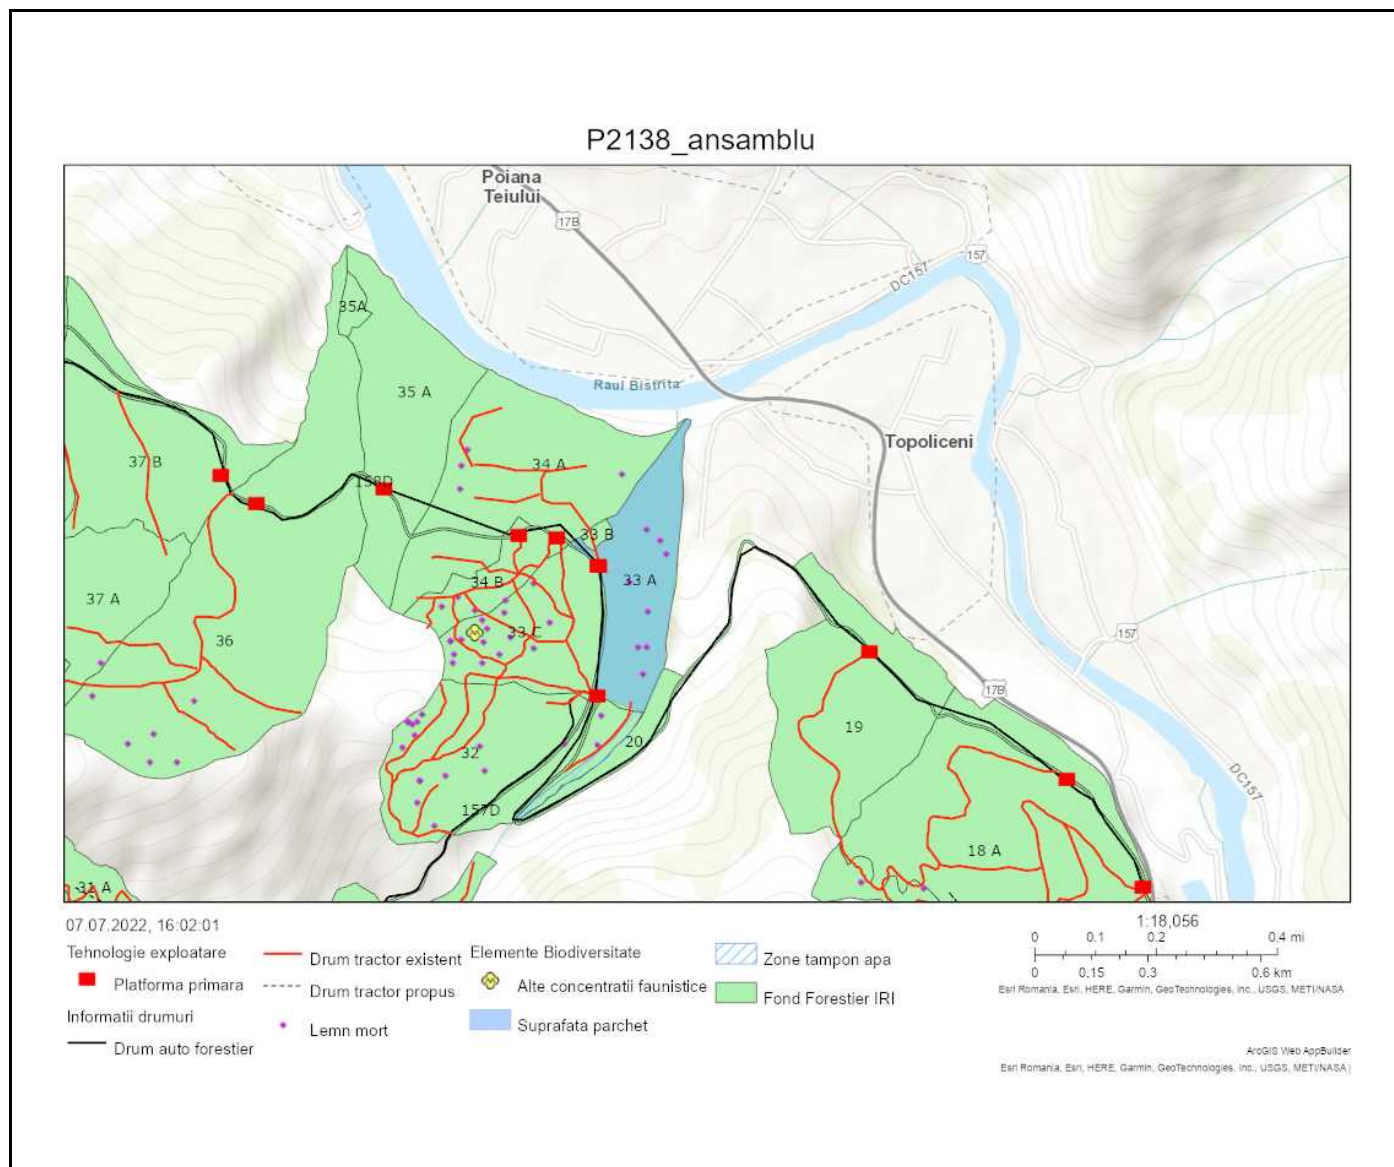 P2138_ansamblu
Poiana
Teiului
17B
157
DC157
35A
35 A
Raul Bistrita
Topoliceni
37 B
34 A
158D
33 B
34 B
33 A
37 A
36
33 C
157
17B
19
20
32
DC157
157D
18 A
31 A
07.07.2022, 16:02:01
1:18,056
0 0.1 0.2 0.4 mi
0 0.15 0.3 0.6 km
Esri Romania, Esri, HERE, Garmin, GeoTechnologies, Inc., USGS, METI/NASA
Tehnologie exploatare
Platforma primara
Informatii drumuri
Drum auto forestier
Drum tractor existent
Drum tractor propus
Lemn mort
Elemente Biodiversitate
Alte concentratii faunistice
Suprafata parchet
Zone tampon apa
Fond Forestier IRI
ArcGIS Web AppBuilder
Esri Romania, Esri, HERE, Garmin, GeoTechnologies, Inc., USGS, METI/NASA |